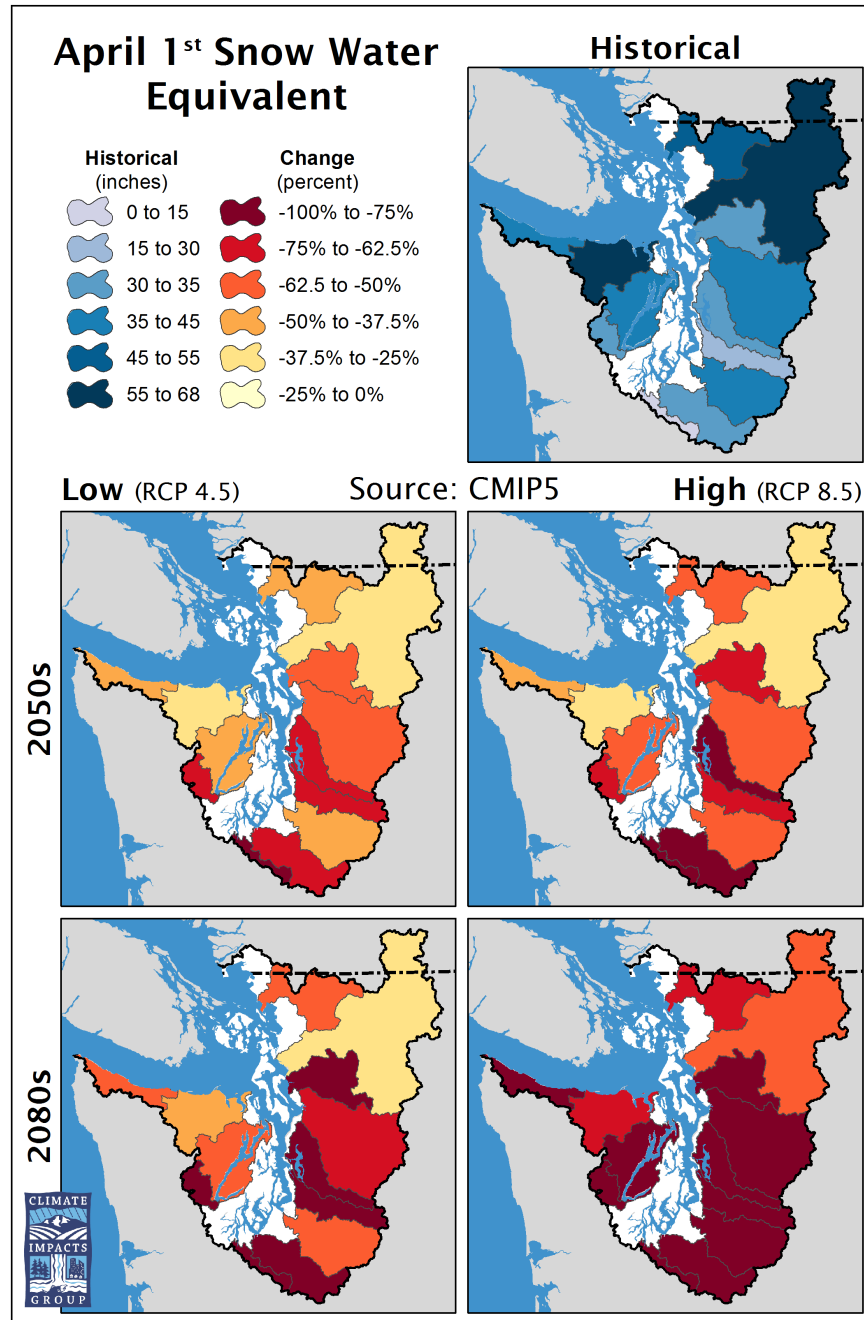 April 1st Snow Water
Equivalent
Historical
(inches)
0 to 15
15 to 30
30 to 35
35 to 45
45 to 55
55 to 68
Change
(percent)
-100% to -75%
-75% to -62.5%
-62.5 to -50%
-50% to -37.5%
-37.5% to -25%
-25% to 0%
Historical
Low (RCP 4.5)
Source: CMIP5
High (RCP 8.5)
2050s
2080s
CLIMATE
IMPACTS
GROUP